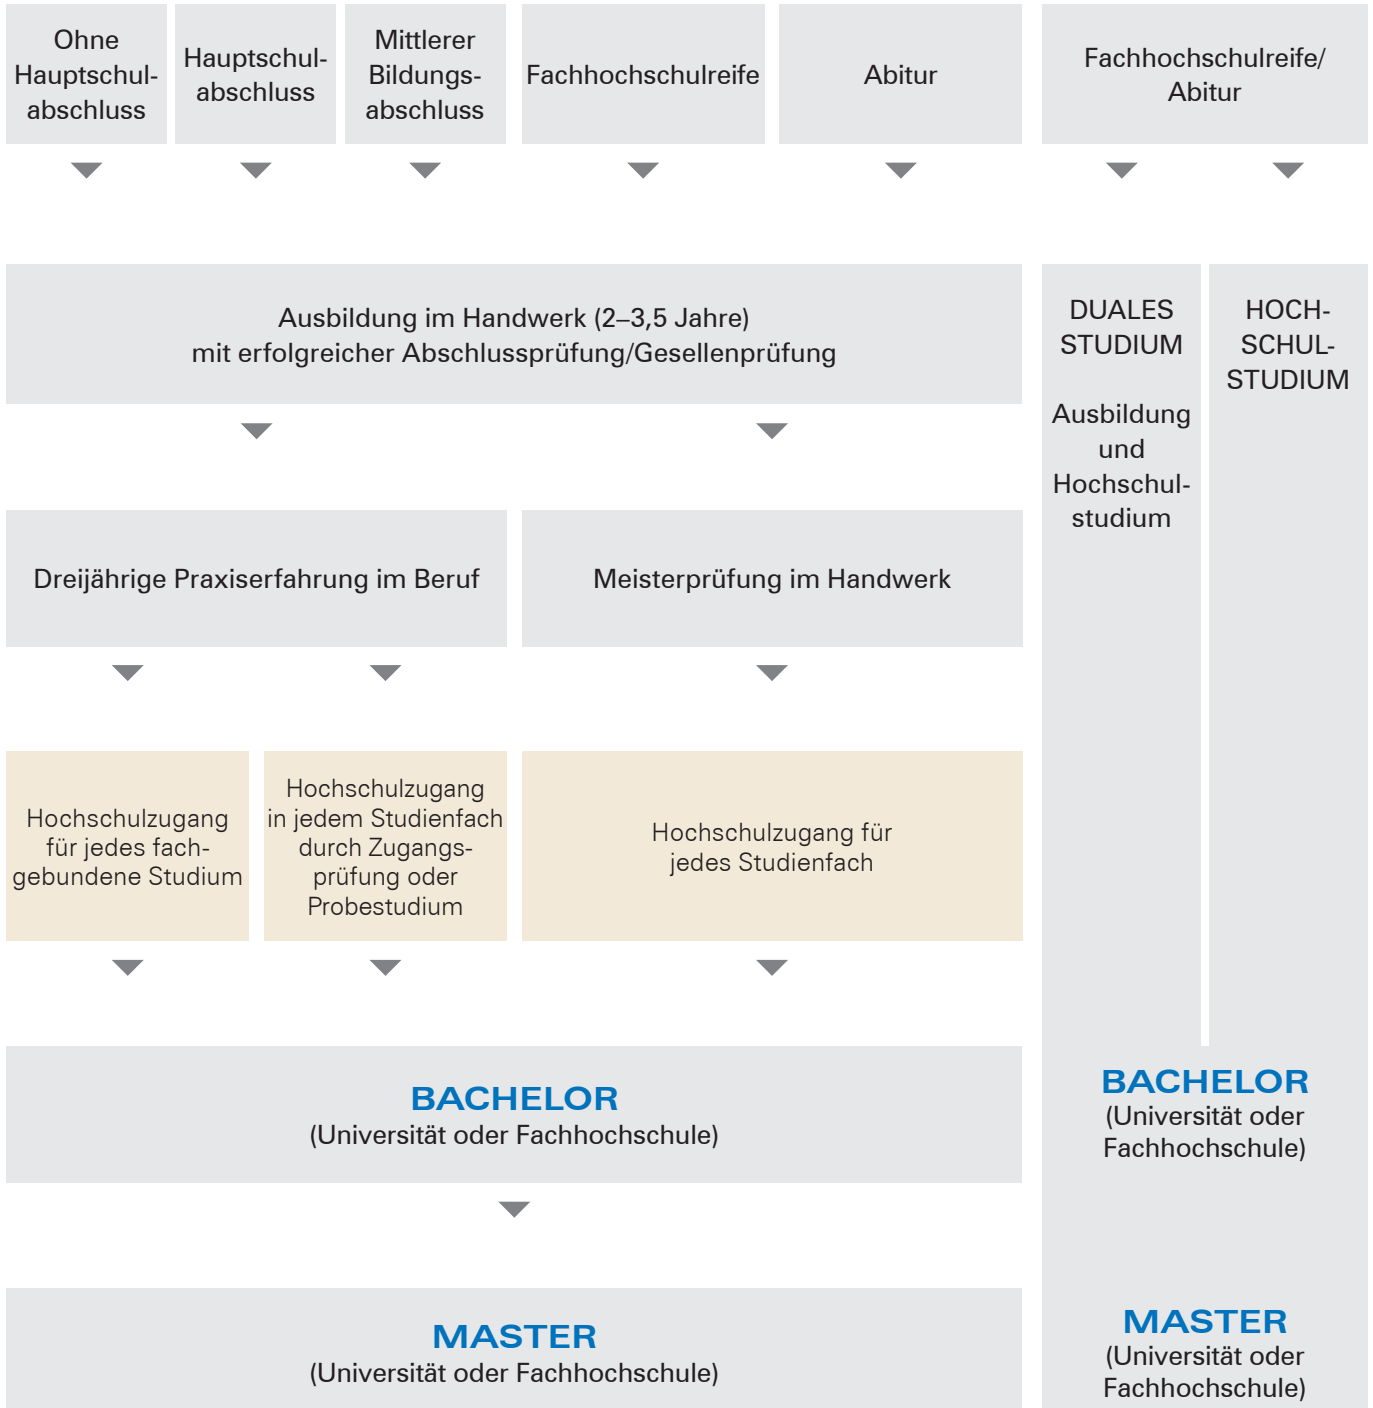 Ohne
Hauptschul-
abschluss
Hauptschul-
abschluss
Mittlerer
Bildungs-
abschluss
Fachhochschulreife
Abitur
Fachhochschulreife/
Abitur
Ausbildung im Handwerk (2–3,5 Jahre)
mit erfolgreicher Abschlussprüfung/Gesellenprüfung
DUALES
STUDIUM
Ausbildung
und
Hochschul-
studium
HOCH-
SCHUL-
STUDIUM
Dreijährige Praxiserfahrung im Beruf
Meisterprüfung im Handwerk
Hochschulzugang
für jedes fach-
gebundene Studium
Hochschulzugang
in jedem Studienfach
durch Zugangs-
prüfung oder
Probestudium
Hochschulzugang für
jedes Studienfach
BACHELOR
(Universität oder Fachhochschule)
BACHELOR
(Universität oder
Fachhochschule)
MASTER
(Universität oder Fachhochschule)
MASTER
(Universität oder
Fachhochschule)